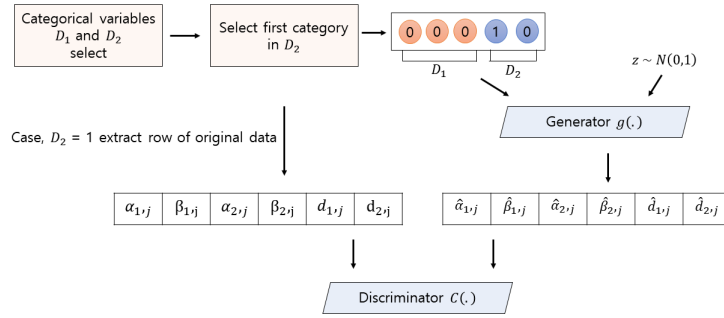 Categorical variables
D₁ and D₂
select
Select first category
in D₂
0 0 0 1 0
D₁ D₂
z ~ N(0,1)
Generator g(.)
Case, D₂ = 1 extract row of original data
α₁,ⱼ β₁,ⱼ α₂,ⱼ β₂,ⱼ d₁,ⱼ d₂,ⱼ
α̂₁,ⱼ β̂₁,ⱼ α̂₂,ⱼ β̂₂,ⱼ d̂₁,ⱼ d̂₂,ⱼ
Discriminator C(.)